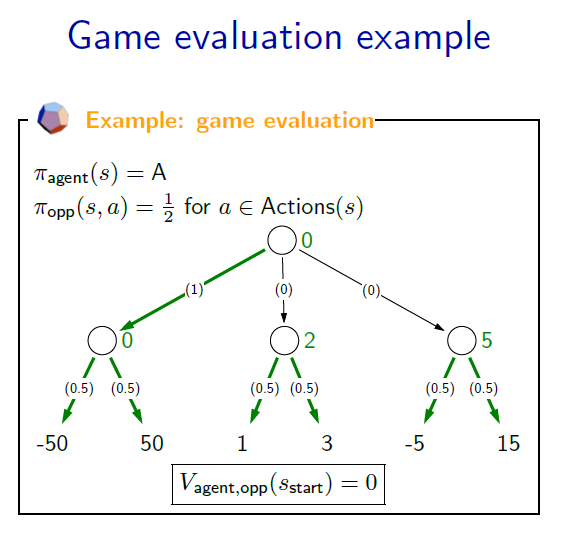 Game evaluation example
Example: game evaluation
π_agent(s) = A
π_opp(s, a) = 1/2 for a ∈ Actions(s)
0
(1) (0) (0)
0 2 5
(0.5) (0.5) (0.5) (0.5) (0.5) (0.5)
-50 50 1 3 -5 15
V_agent,opp(s_start) = 0